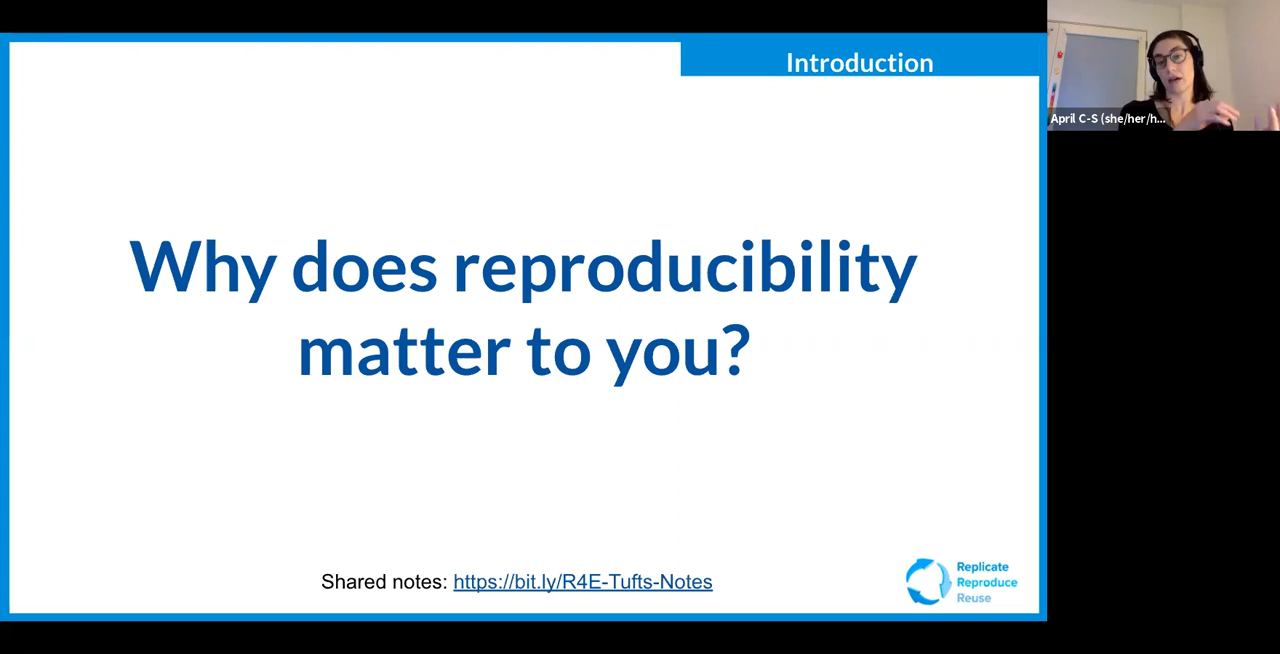 Introduction
April C-S (she/her/h...
Why does reproducibility
matter to you?
Shared notes: https://bit.ly/R4E-Tufts-Notes
Replicate
Reproduce
Reuse